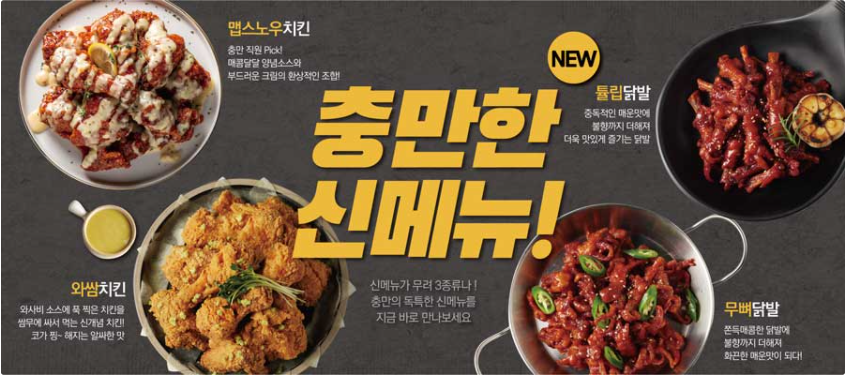 맵스노우치킨
충만 직원 Pick!
매콤달달 양념소스와
부드러운 크림의 환상적인 조합!
NEW
충만한
신메뉴!
튤립닭발
중독적인 매운맛에
불향까지 더해져
더욱 맛있게 즐기는 닭발
와쌈치킨
와사비 소스에 푹 찍은 치킨을
쌈무에 싸서 먹는 신개념 치킨!
코가 핑~ 해지는 알싸한 맛
신메뉴가 무려 3종류나!
충만의 독특한 신메뉴를
지금 바로 만나보세요
무뼈닭발
쫀득매콤한 닭발에
불향까지 더해져
화끈한 매운맛이 되다!